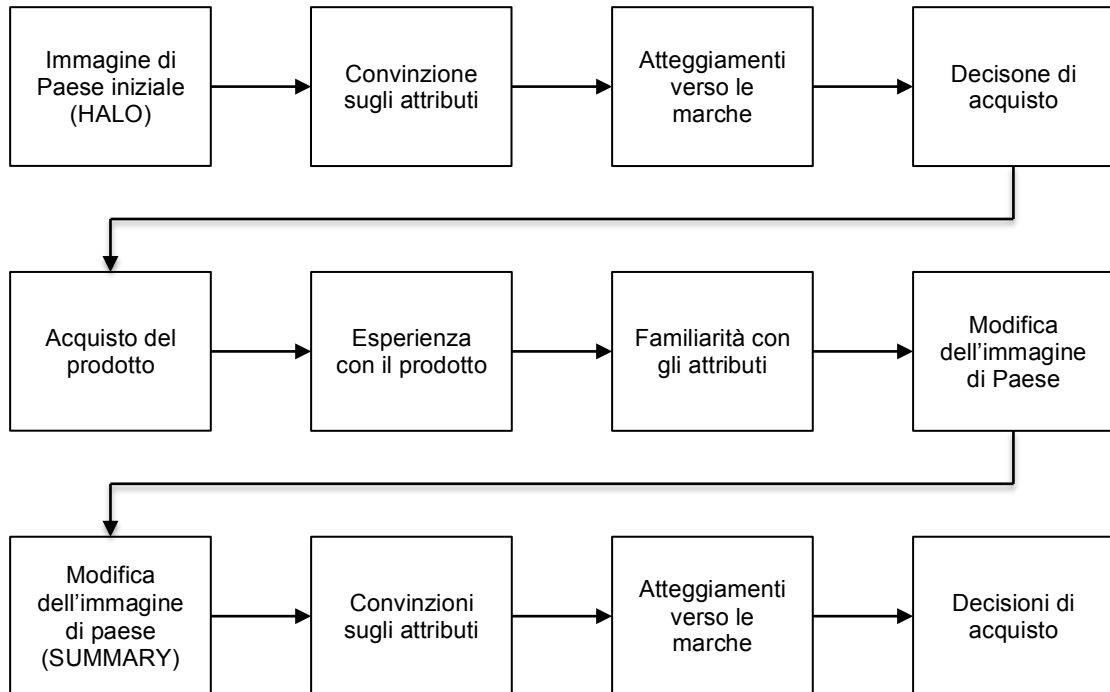 Immagine di
Paese iniziale
(HALO)
Convinzione
sugli attributi
Atteggiamenti
verso le
marche
Decisone di
acquisto
Acquisto del
prodotto
Esperienza
con il prodotto
Familiarità con
gli attributi
Modifica
dell’immagine
di Paese
Modifica
dell’immagine
di paese
(SUMMARY)
Convinzioni
sugli attributi
Atteggiamenti
verso le
marche
Decisioni di
acquisto